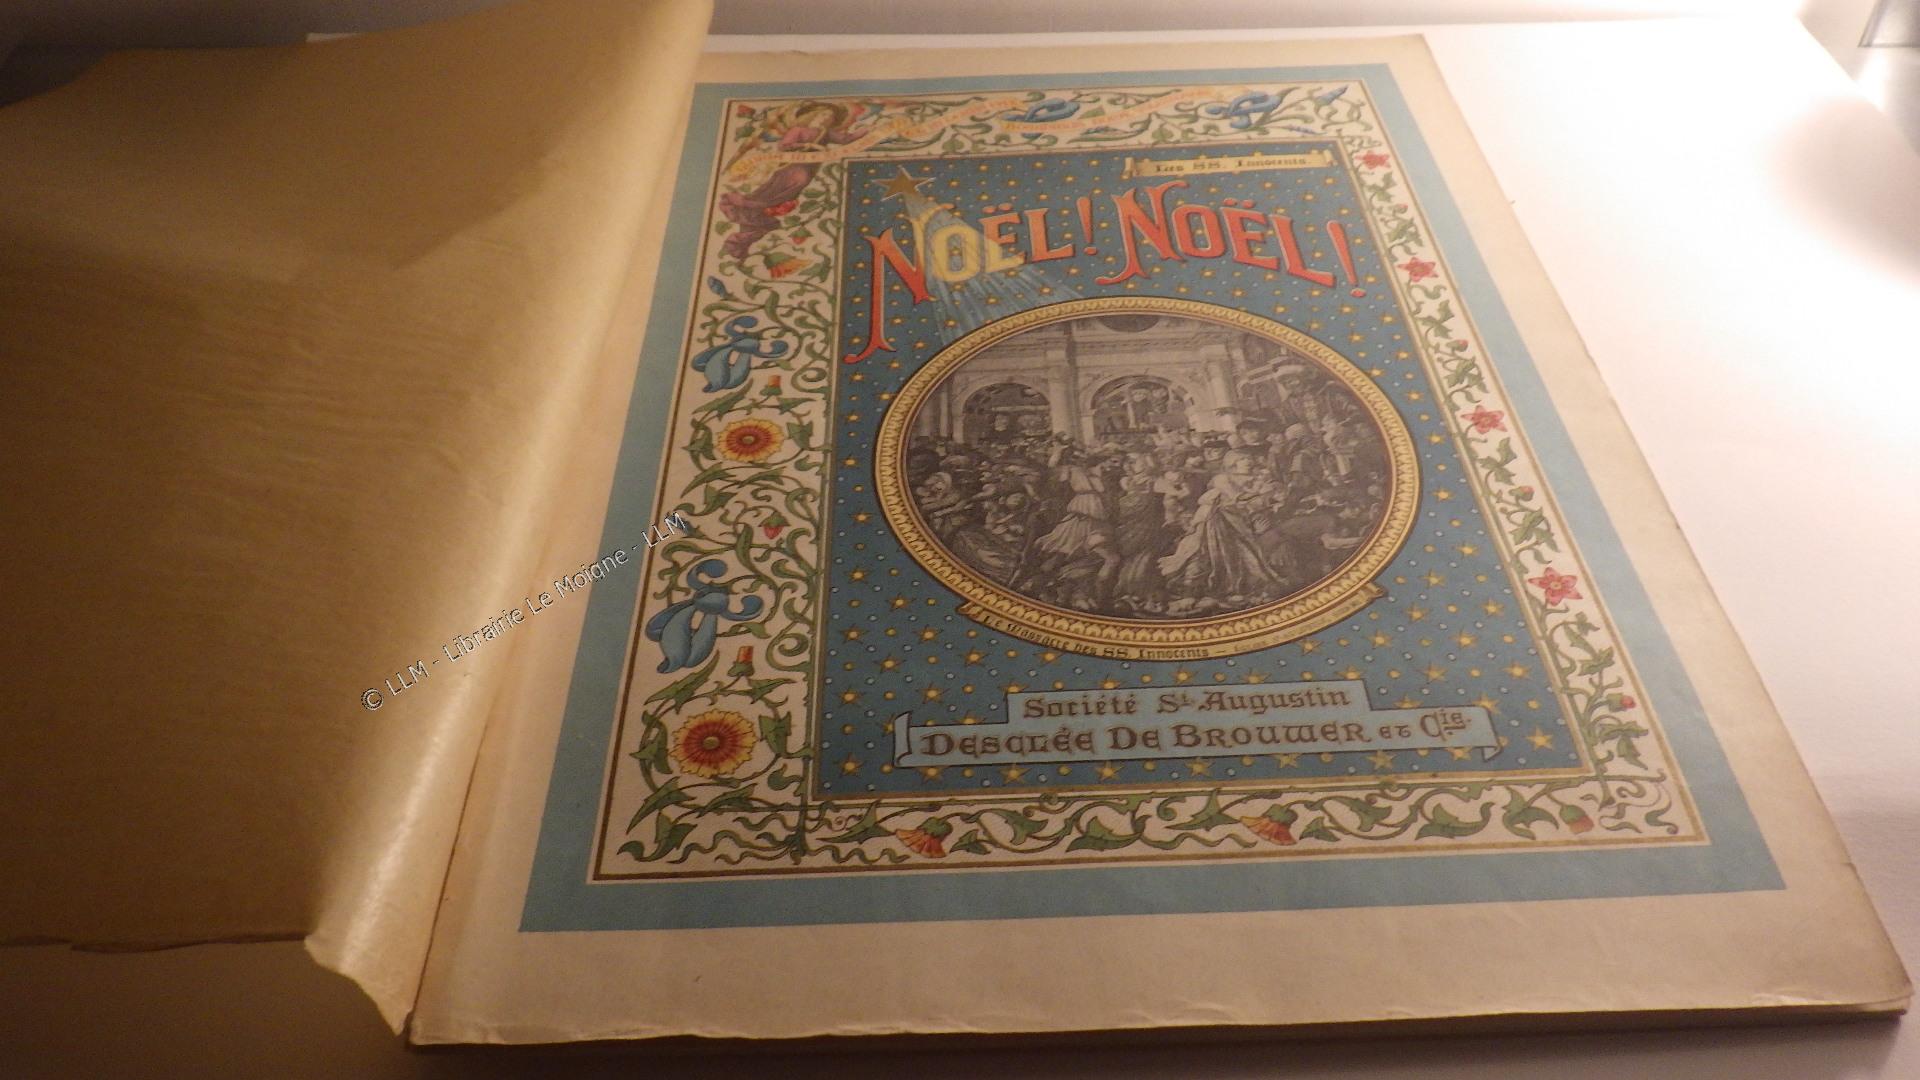 Les SS. Innocents.
NOËL! NOËL!
Le Massacre des SS. Innocents —
Société St. Augustin
Desclée De Brouwer et Cie.
© LLM - Librairie Le Moigne - LLM